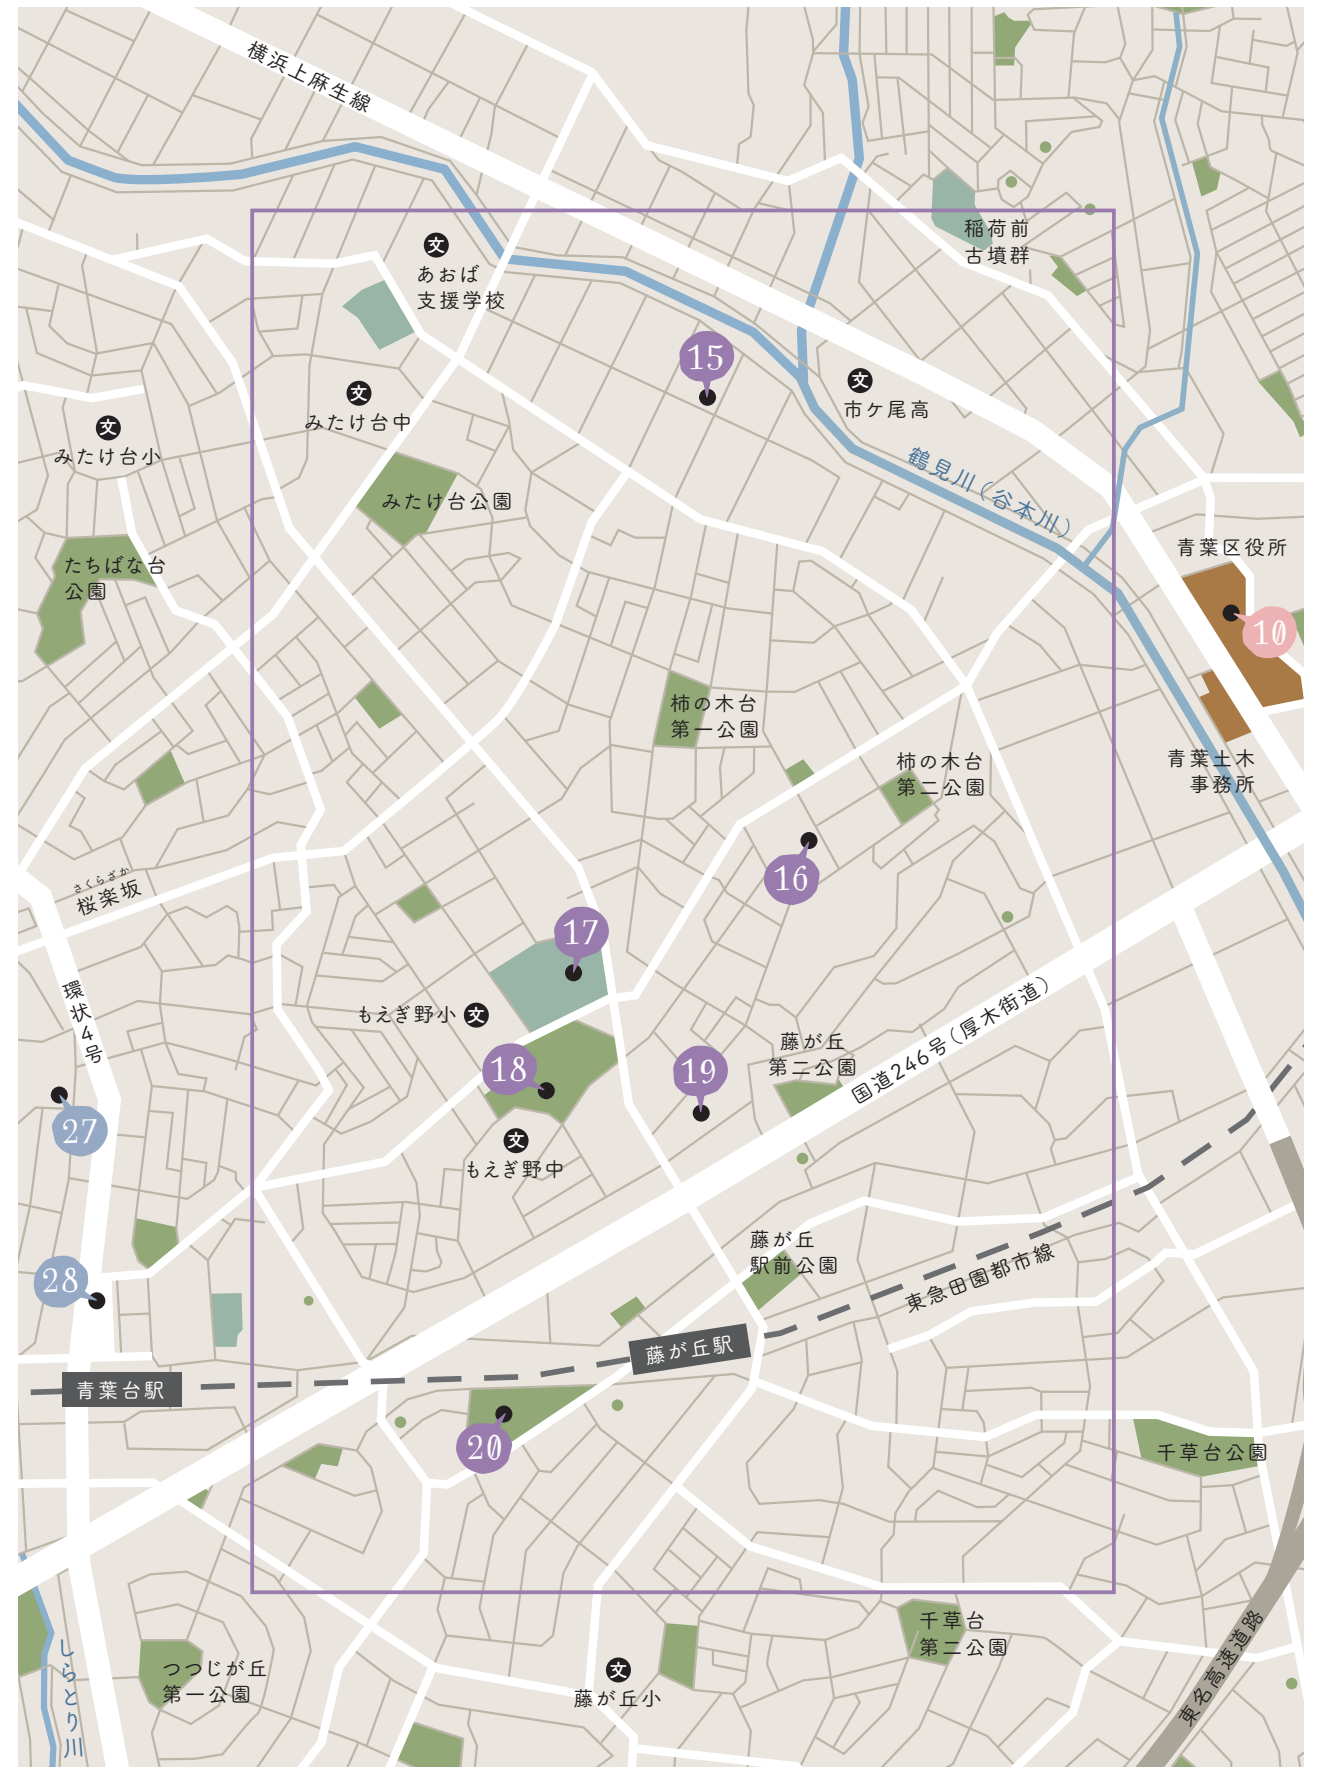 横浜上麻生線
稲荷前
古墳群
文
あおば
支援学校
15
文
市ケ尾高
文
みたけ台中
文
みたけ台小
みたけ台公園
鶴見川（谷本川）
青葉区役所
10
たちばな台
公園
柿の木台
第一公園
柿の木台
第二公園
青葉土木
事務所
16
さくらざか
桜楽坂
17
環状4号
もえぎ野小
文
18
19
藤が丘
第二公園
国道246号（厚木街道）
27
文
もえぎ野中
28
藤が丘
駅前公園
東急田園都市線
藤が丘駅
青葉台駅
20
千草台公園
千草台
第二公園
東名高速道路
しらとり川
つつじが丘
第一公園
文
藤が丘小